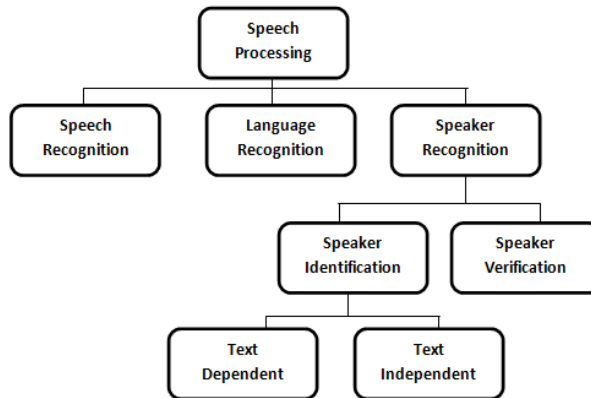 Speech
Processing
Speech
Recognition
Language
Recognition
Speaker
Recognition
Speaker
Identification
Speaker
Verification
Text
Dependent
Text
Independent